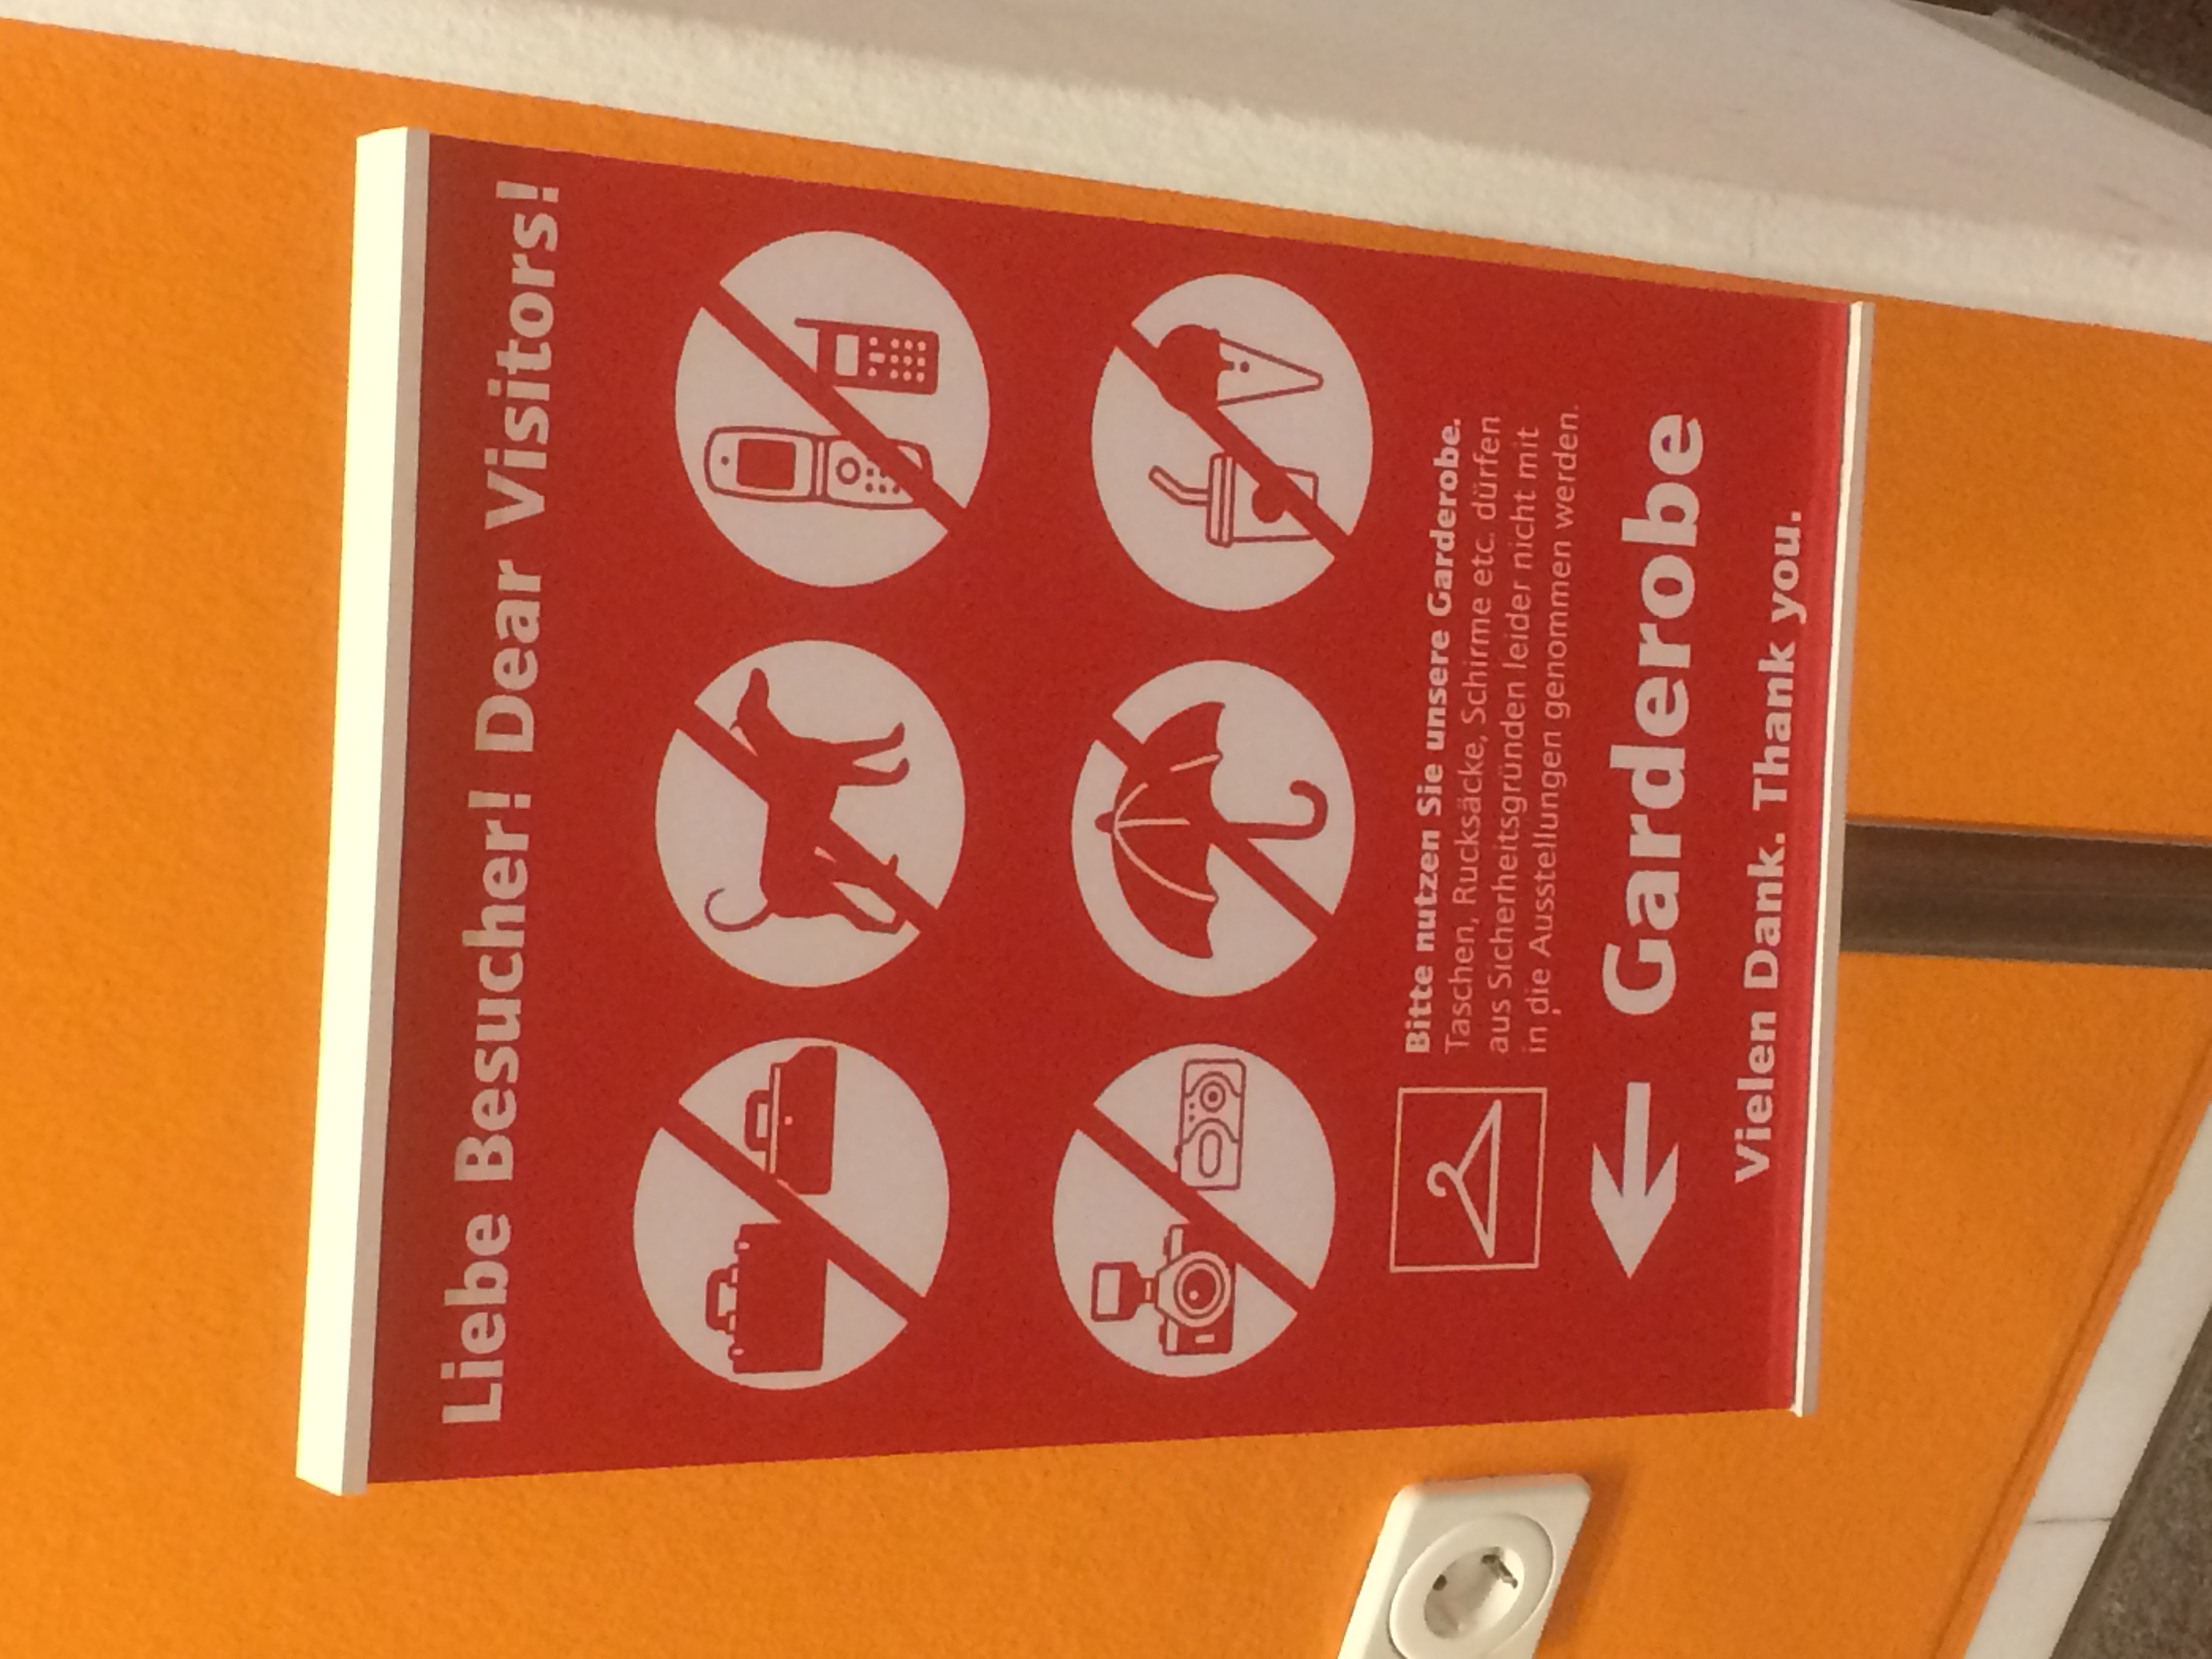 Liebe Besucher! Dear Visitors!
Bitte nutzen Sie unsere Garderobe.
Taschen, Rucksäcke, Schirme etc. dürfen
aus Sicherheitsgründen leider nicht mit
in die Ausstellungen genommen werden.
Garderobe
Vielen Dank. Thank you.